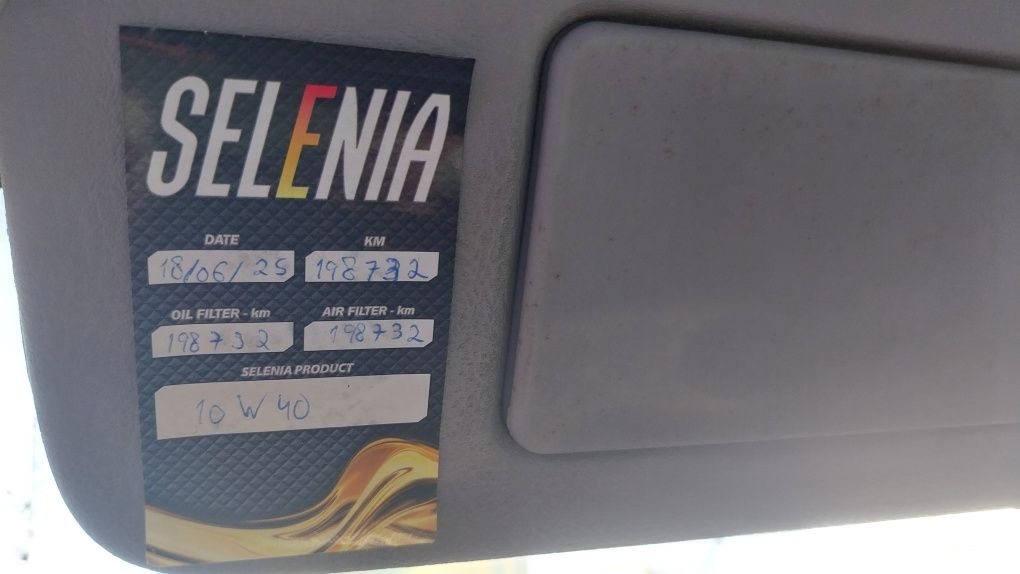 SELENIA
DATE KM
18/06/25 198732
OIL FILTER - km AIR FILTER - km
198732 198732
SELENIA PRODUCT
10 W 40